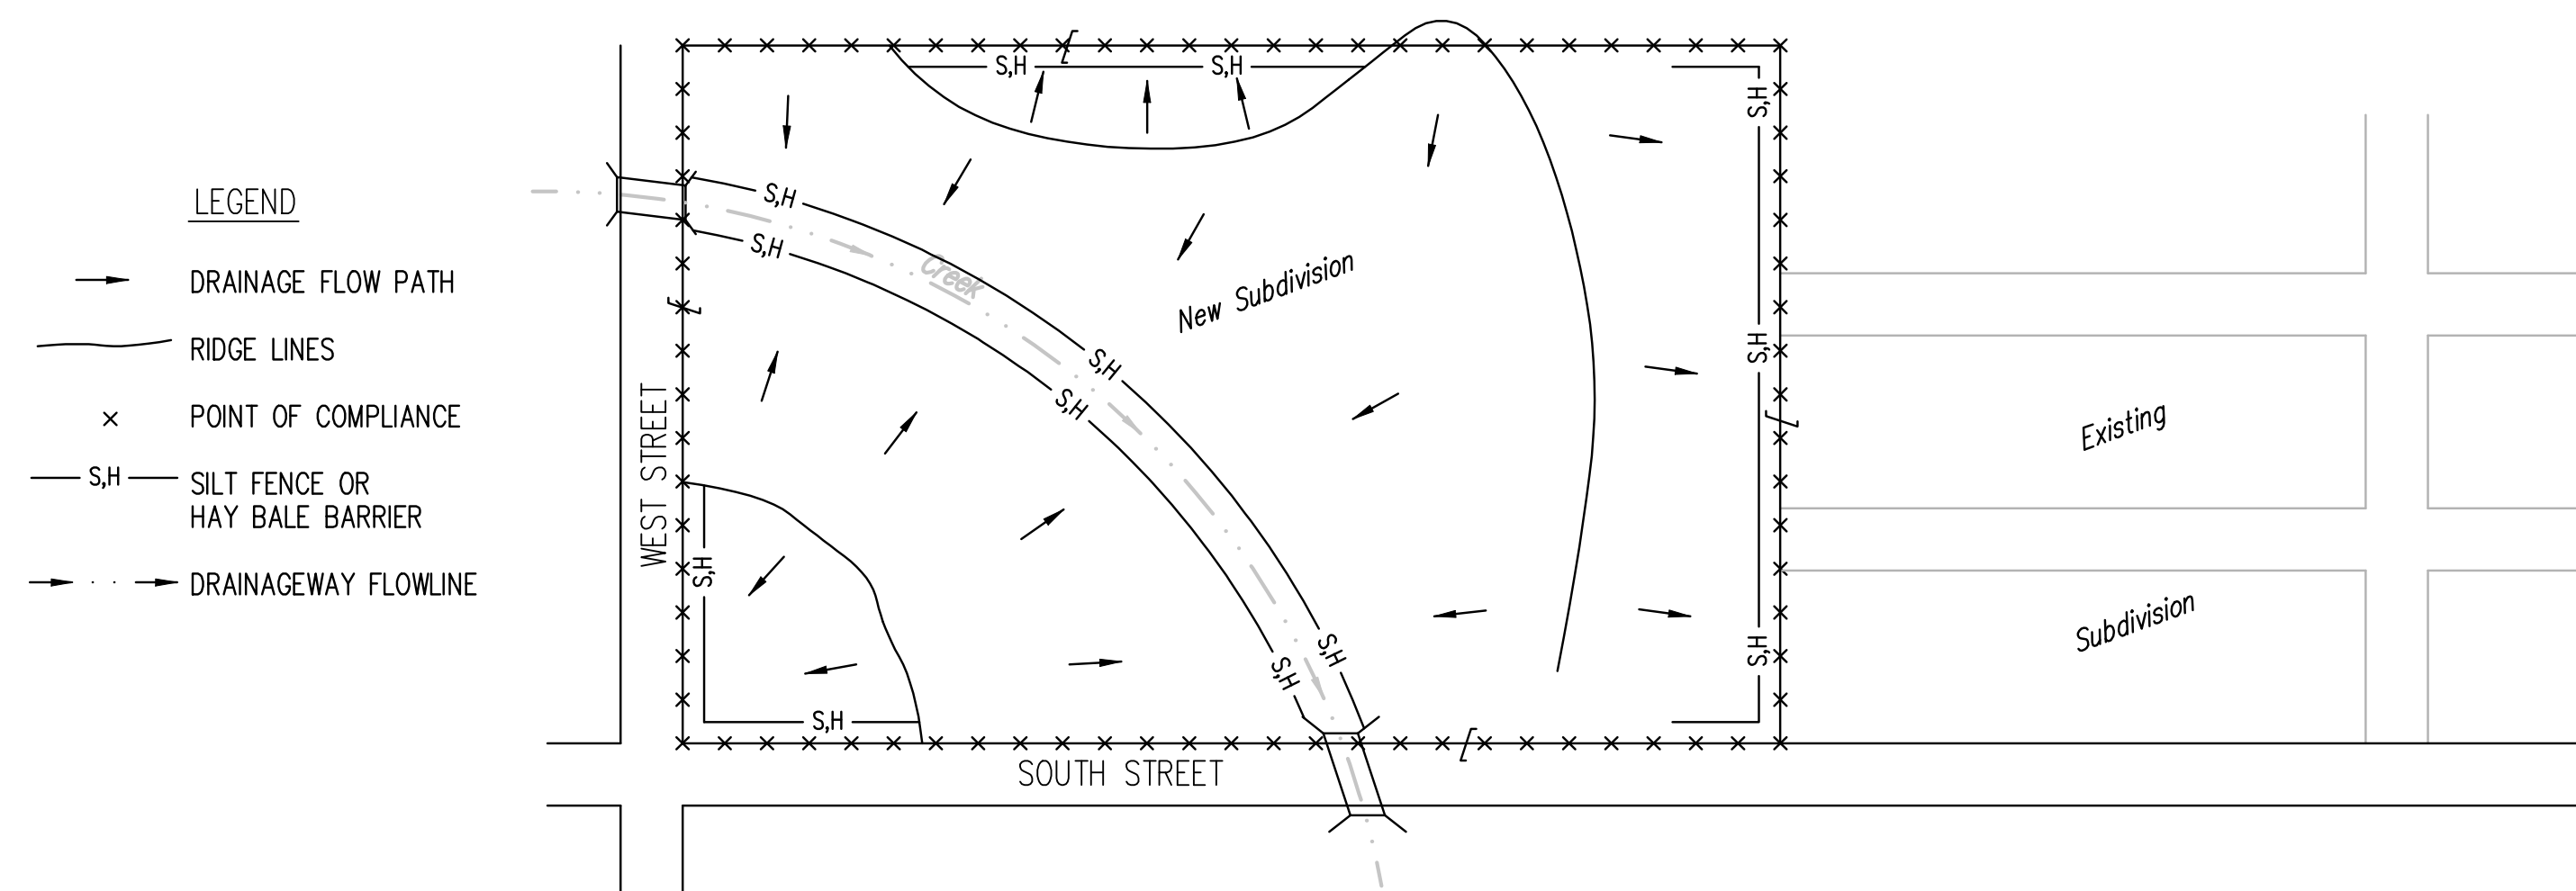 LEGEND
DRAINAGE FLOW PATH
RIDGE LINES
POINT OF COMPLIANCE
S,H
SILT FENCE OR
HAY BALE BARRIER
DRAINAGEWAY FLOWLINE
S,H
S,H
S,H
S,H
S,H
Creek
New Subdivision
S,H
S,H
S,H
WEST STREET
Existing
S,H
S,H
S,H
S,H
S,H
Subdivision
SOUTH STREET